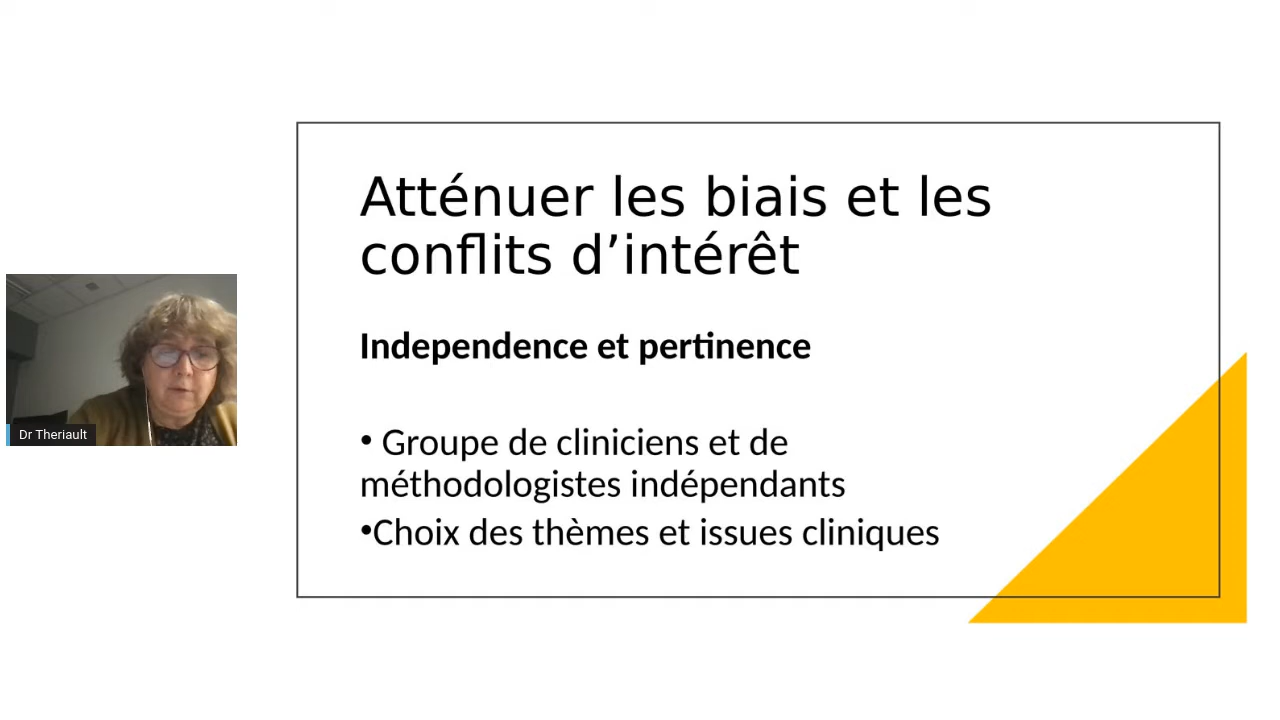 Atténuer les biais et les
conflits d’intérêt
Independence et pertinence
• Groupe de cliniciens et de
méthodologistes indépendants
•Choix des thèmes et issues cliniques
Dr Theriault